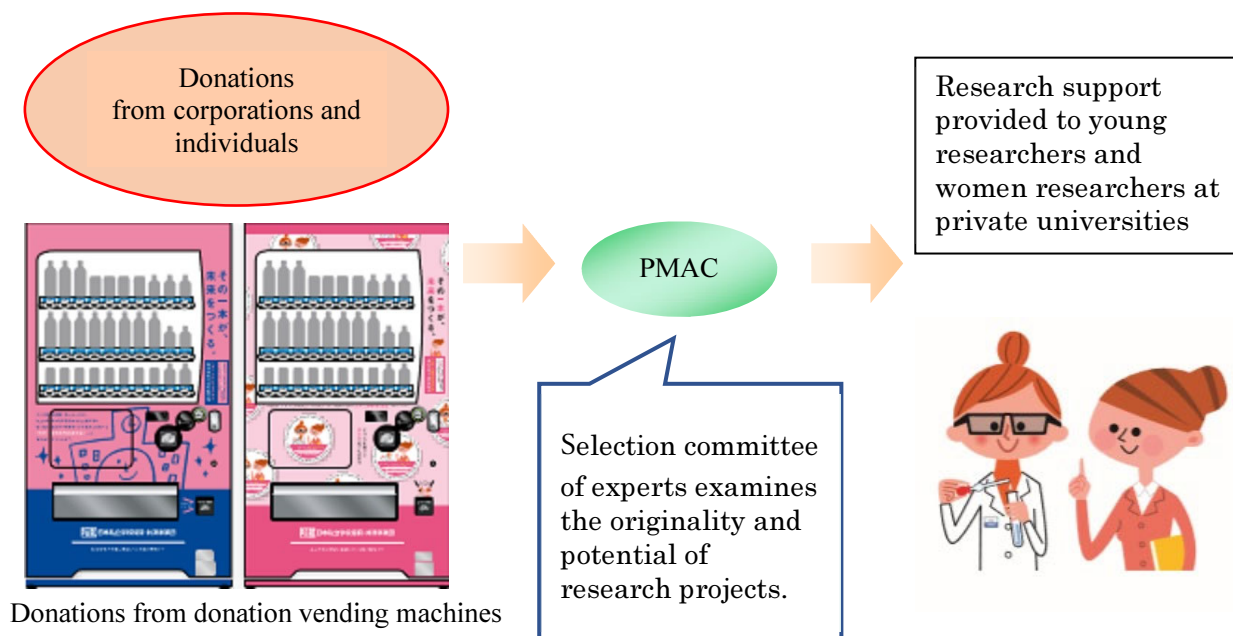 Donations
from corporations and
individuals
その一本が、
未来をつくる。
その一本が、
未来をつくる。
Donations from donation vending machines
PMAC
Selection committee
of experts examines
the originality and
potential of
research projects.
Research support
provided to young
researchers and
women researchers at
private universities